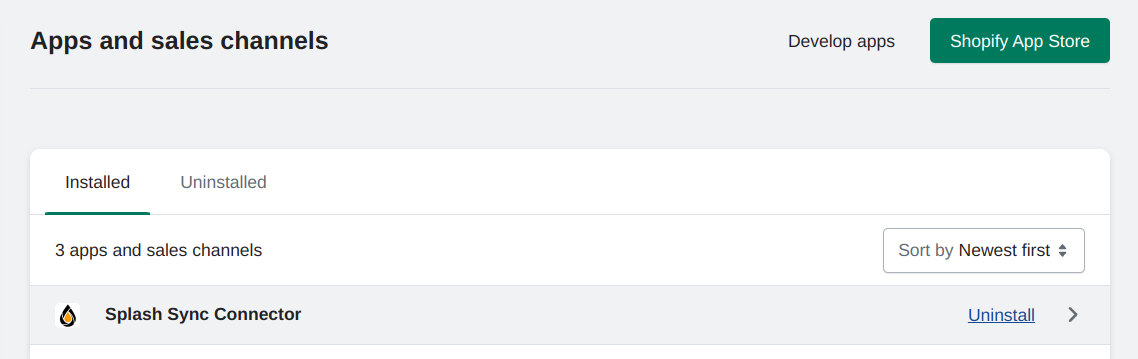 Apps and sales channels
Develop apps
Shopify App Store
Installed
Uninstalled
3 apps and sales channels
Sort by Newest first
Splash Sync Connector
Uninstall